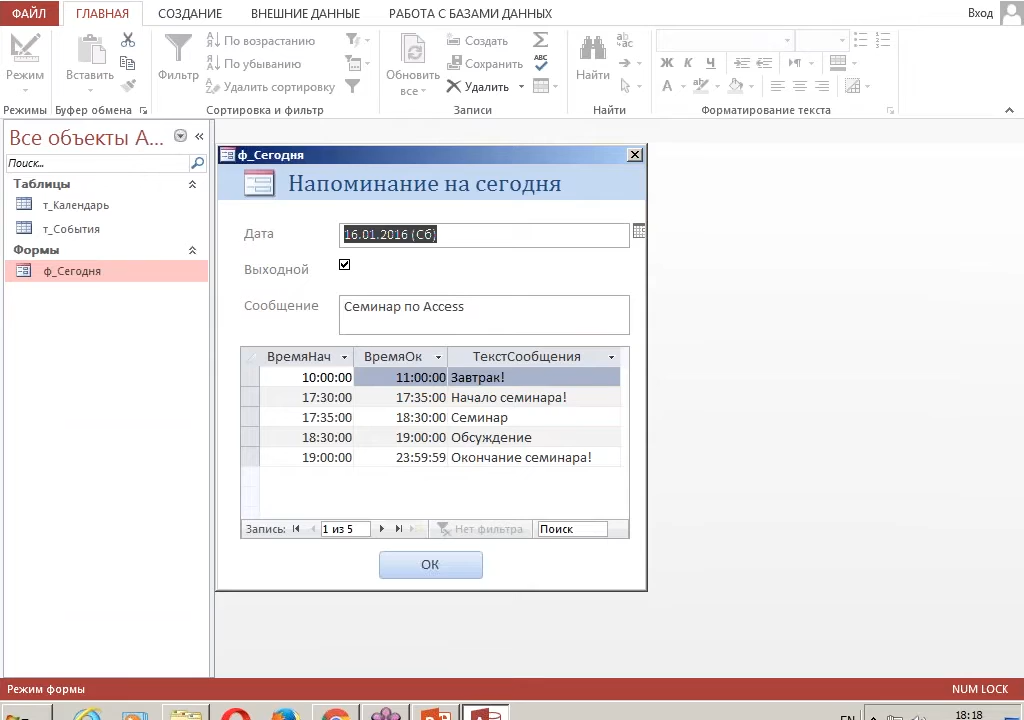 ФАЙЛ ГЛАВНАЯ СОЗДАНИЕ ВНЕШНИЕ ДАННЫЕ РАБОТА С БАЗАМИ ДАННЫХ Вход
Режим
Режимы
Вставить
Буфер обмена
Фильтр
По возрастанию
По убыванию
Удалить сортировку
Сортировка и фильтр
Обновить
все
Создать
Сохранить
Удалить
ABC
Записи
Найти
ab
ac
Найти
Ж К Ч
А
Форматирование текста
Все объекты A...
Поиск...
Таблицы
т_Календарь
т_События
Формы
ф_Сегодня
ф_Сегодня
Напоминание на сегодня
Дата 16.01.2016 (Сб)
Выходной
Сообщение Семинар по Access
ВремяНач ВремяОк ТекстСообщения
10:00:00 11:00:00 Завтрак!
17:30:00 17:35:00 Начало семинара!
17:35:00 18:30:00 Семинар
18:30:00 19:00:00 Обсуждение
19:00:00 23:59:59 Окончание семинара!
Запись: 1 из 5 Нет фильтра Поиск
ОК
Режим формы NUM LOCK
EN 18:18